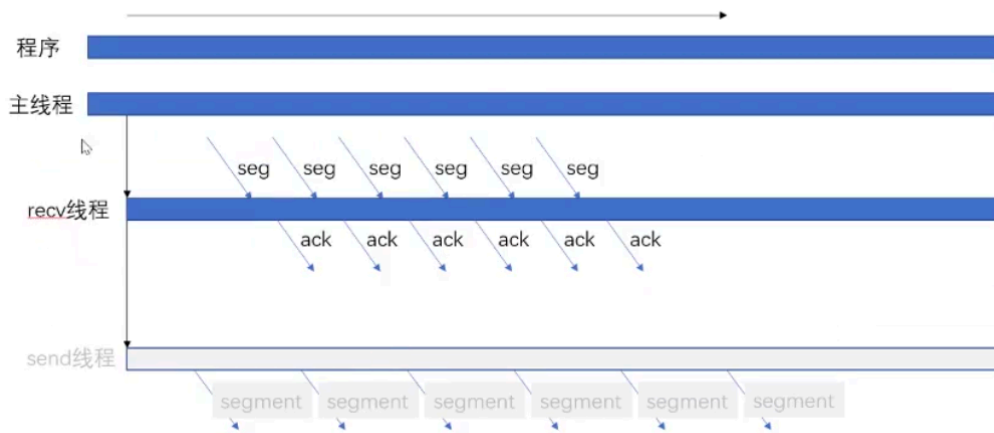 程序
主线程
seg seg seg seg seg seg
recv线程
ack ack ack ack ack ack
send线程
segment segment segment segment segment segment